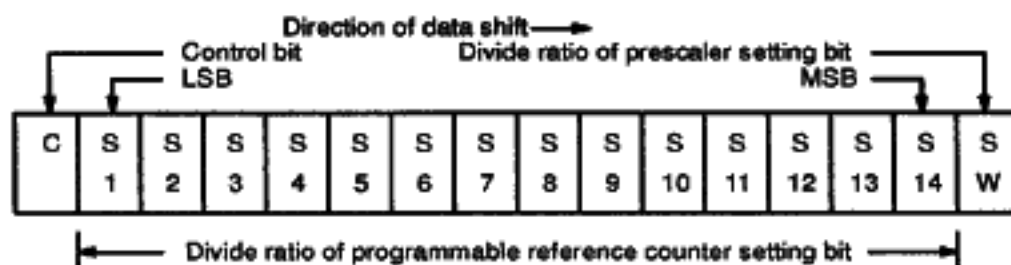 Direction of data shift
Control bit Divide ratio of prescaler setting bit
LSB MSB
C S S S S S S S S S S S S S S S
1 2 3 4 5 6 7 8 9 10 11 12 13 14 W
Divide ratio of programmable reference counter setting bit